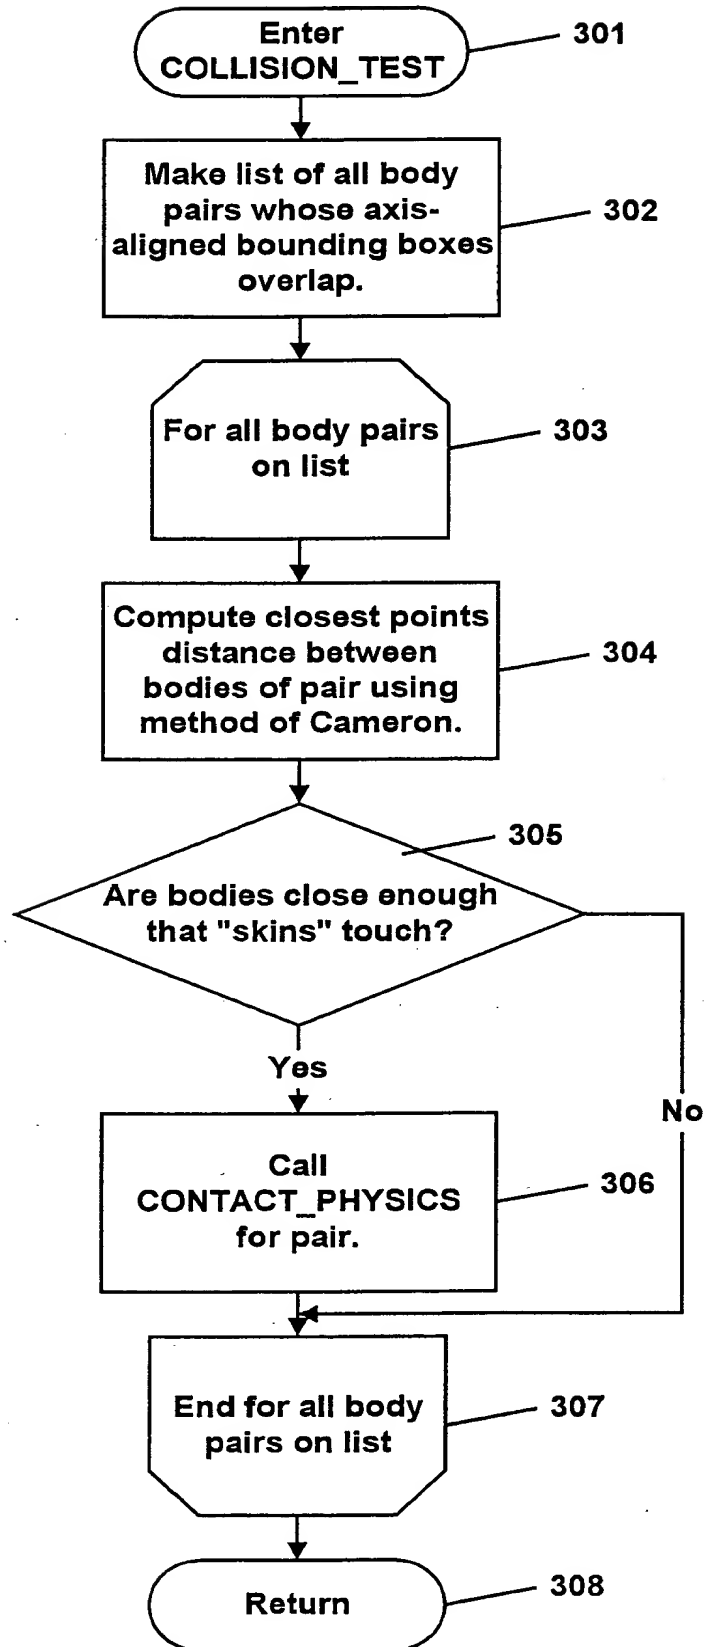 Enter
COLLISION_TEST
301
Make list of all body
pairs whose axis-
aligned bounding boxes
overlap.
302
For all body pairs
on list
303
Compute closest points
distance between
bodies of pair using
method of Cameron.
304
305
Are bodies close enough
that "skins" touch?
Yes
No
Call
CONTACT_PHYSICS
for pair.
306
End for all body
pairs on list
307
Return
308